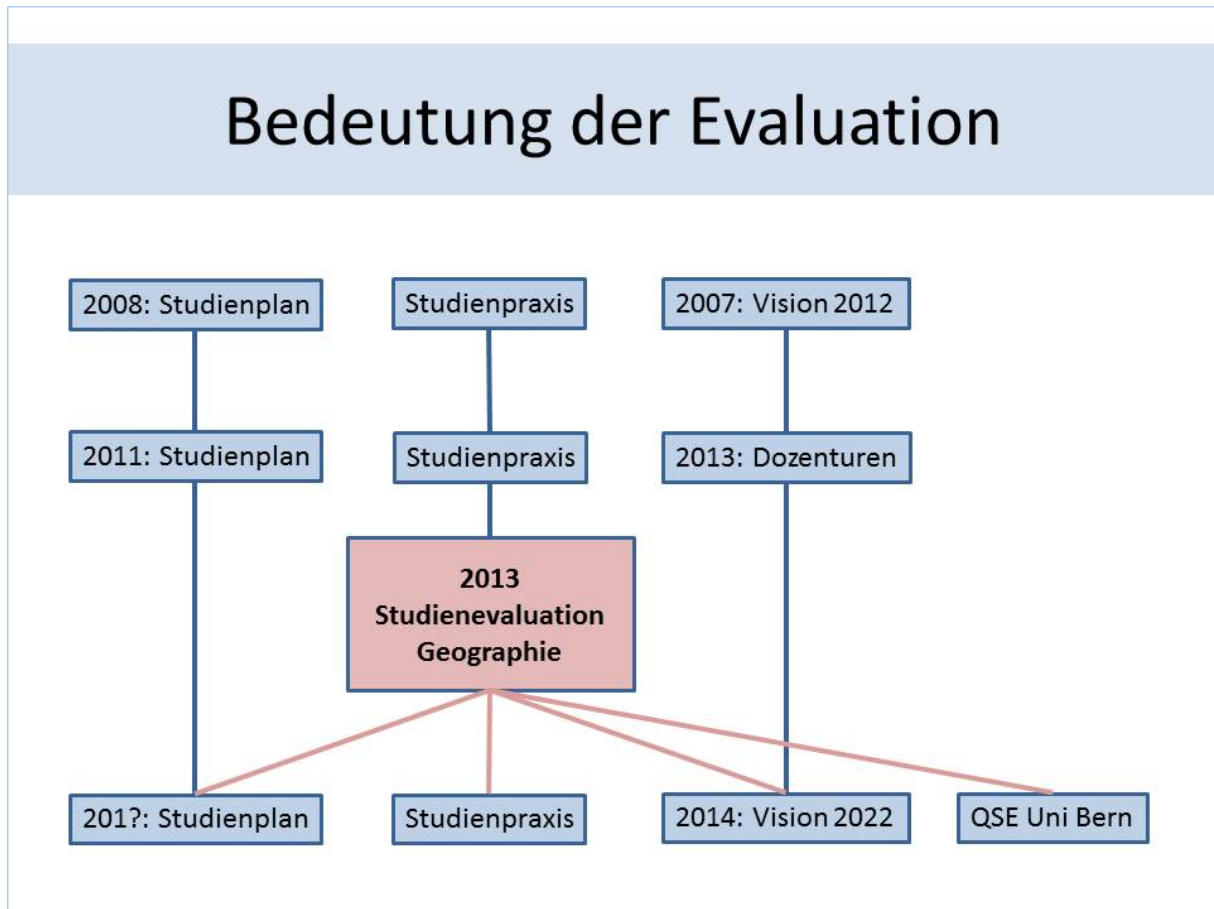 Bedeutung der Evaluation
2008: Studienplan
Studienpraxis
2007: Vision 2012
2011: Studienplan
Studienpraxis
2013: Dozenturen
2013
Studienevaluation
Geographie
201?: Studienplan
Studienpraxis
2014: Vision 2022
QSE Uni Bern